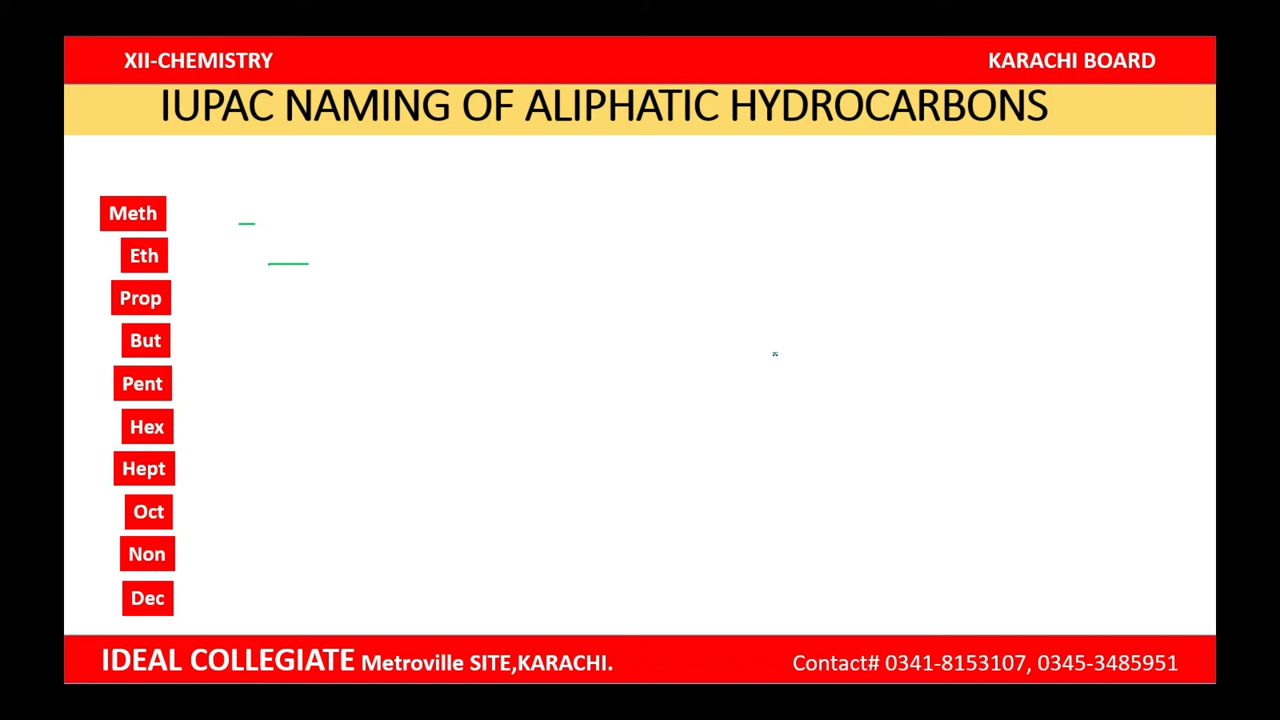 XII-CHEMISTRY KARACHI BOARD
IUPAC NAMING OF ALIPHATIC HYDROCARBONS
Meth
Eth
Prop
But
Pent
Hex
Hept
Oct
Non
Dec
IDEAL COLLEGIATE Metroville SITE,KARACHI. Contact# 0341-8153107, 0345-3485951